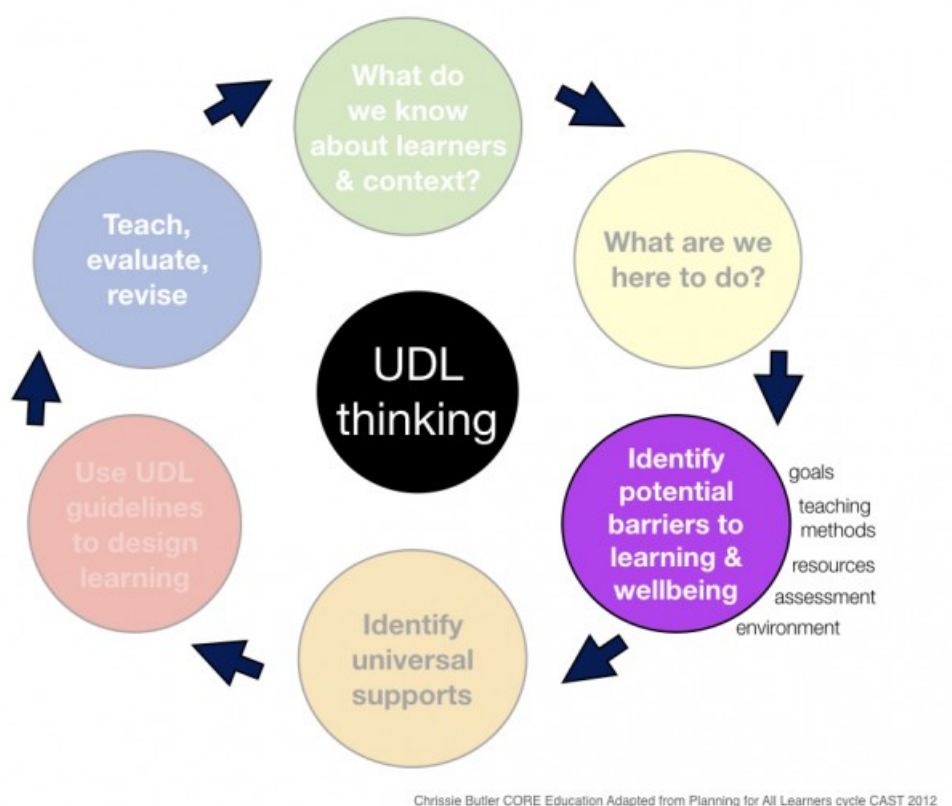 What do
we know
about learners
& context?
What are we
here to do?
Identify
potential
barriers to
learning &
wellbeing
goals
teaching
methods
resources
assessment
environment
Identify
universal
supports
Use UDL
guidelines
to design
learning
Teach,
evaluate,
revise
UDL
thinking
Chrissie Butler CORE Education Adapted from Planning for All Learners cycle CAST 2012